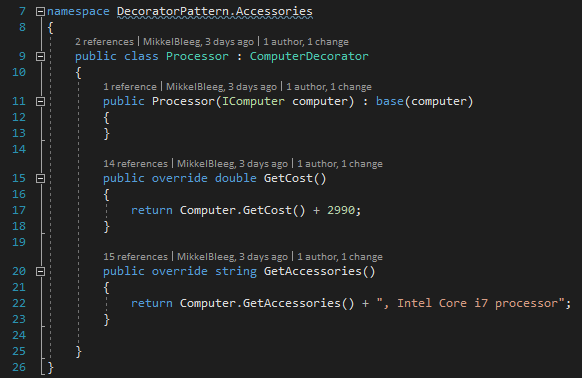 7 namespace DecoratorPattern.Accessories
8 {
2 references | MikkelBleeg, 3 days ago | 1 author, 1 change
9 public class Processor : ComputerDecorator
10 {
1 reference | MikkelBleeg, 3 days ago | 1 author, 1 change
11 public Processor(IComputer computer) : base(computer)
12 {
13 }
14
14 references | MikkelBleeg, 3 days ago | 1 author, 1 change
15 public override double GetCost()
16 {
17 return Computer.GetCost() + 2990;
18 }
19
15 references | MikkelBleeg, 3 days ago | 1 author, 1 change
20 public override string GetAccessories()
21 {
22 return Computer.GetAccessories() + ", Intel Core i7 processor";
23 }
24
25 }
26 }